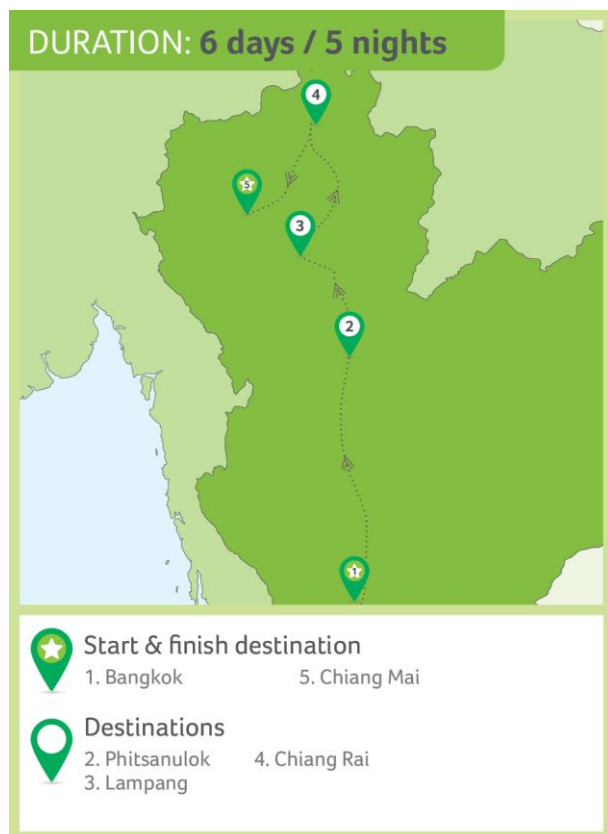 DURATION: 6 days / 5 nights
4
5
3
2
1
Start & finish destination
1. Bangkok 5. Chiang Mai
Destinations
2. Phitsanulok 4. Chiang Rai
3. Lampang